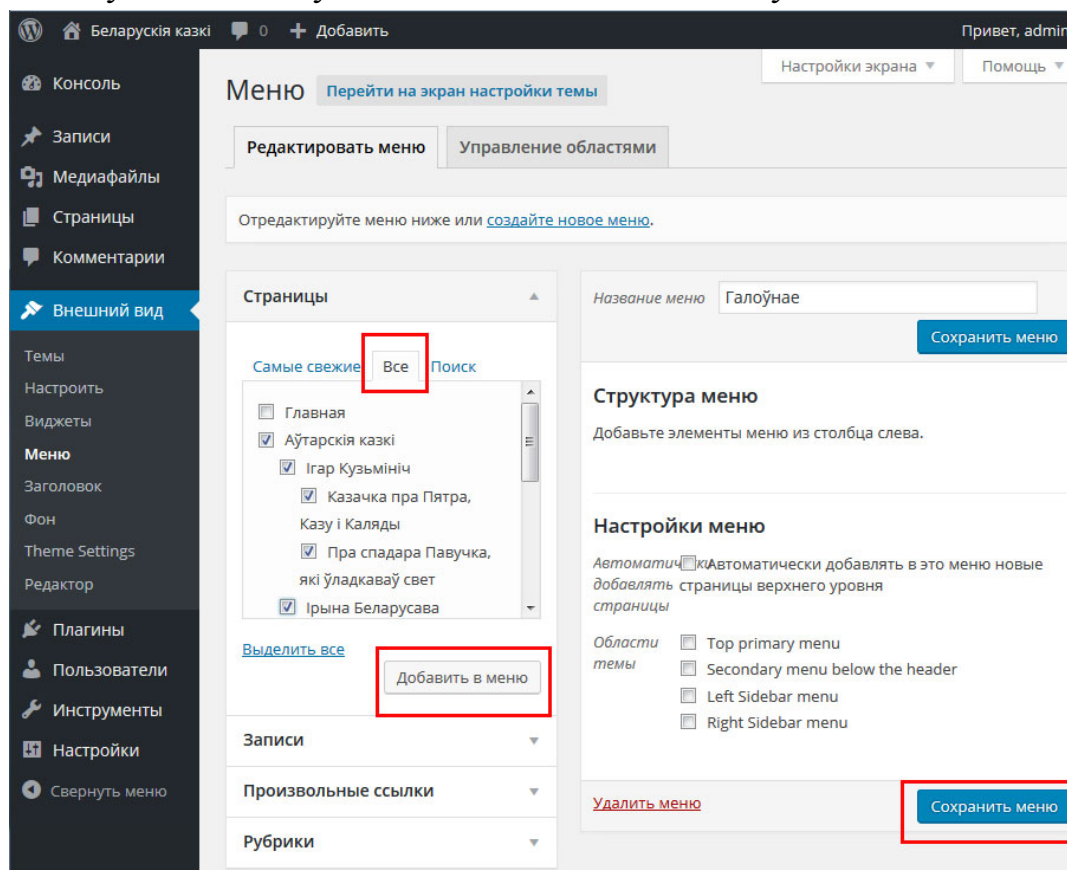 Беларускія казкі 0 + Добавить Привет, admin
Настройки экрана Помощь
Консоль
Записи
Медиафайлы
Страницы
Комментарии
Внешний вид
Темы
Настроить
Виджеты
Меню
Заголовок
Фон
Theme Settings
Редактор
Плагины
Пользователи
Инструменты
Настройки
Свернуть меню
Меню Перейти на экран настройки темы
Редактировать меню Управление областями
Отредактируйте меню ниже или создайте новое меню.
Страницы
Самые свежие Все Поиск
Главная
Аўтарскія казкі
Ігар Кузьмініч
Казачка пра Пятра,
Казу і Каляды
Пра спадара Павучка,
які ўладкаваў свет
Ірына Беларусава
Выделить все
Добавить в меню
Записи
Произвольные ссылки
Рубрики
Название меню Галоўнае
Сохранить меню
Структура меню
Добавьте элементы меню из столбца слева.
Настройки меню
Автоматически добавлять в это меню новые
добавлять страницы верхнего уровня
страницы
Области Top primary menu
темы Secondary menu below the header
Left Sidebar menu
Right Sidebar menu
Удалить меню Сохранить меню